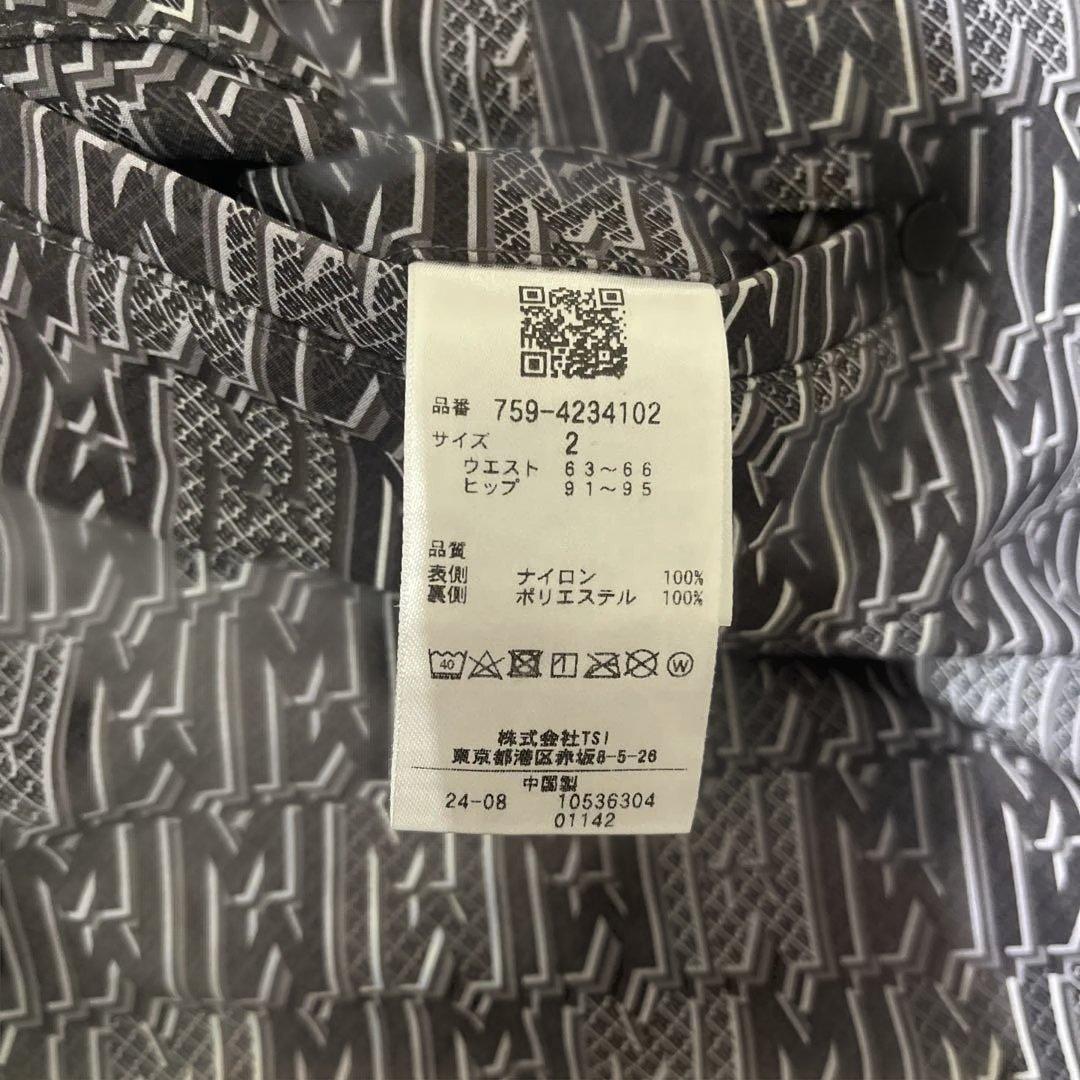 品番 759-4234102
サイズ 2
ウエスト 63～66
ヒップ 91～95
品質
表側 ナイロン 100%
裏側 ポリエステル 100%
40
W
株式会社TSI
東京都港区赤坂8-5-26
中国製
24-08 10536304
01142